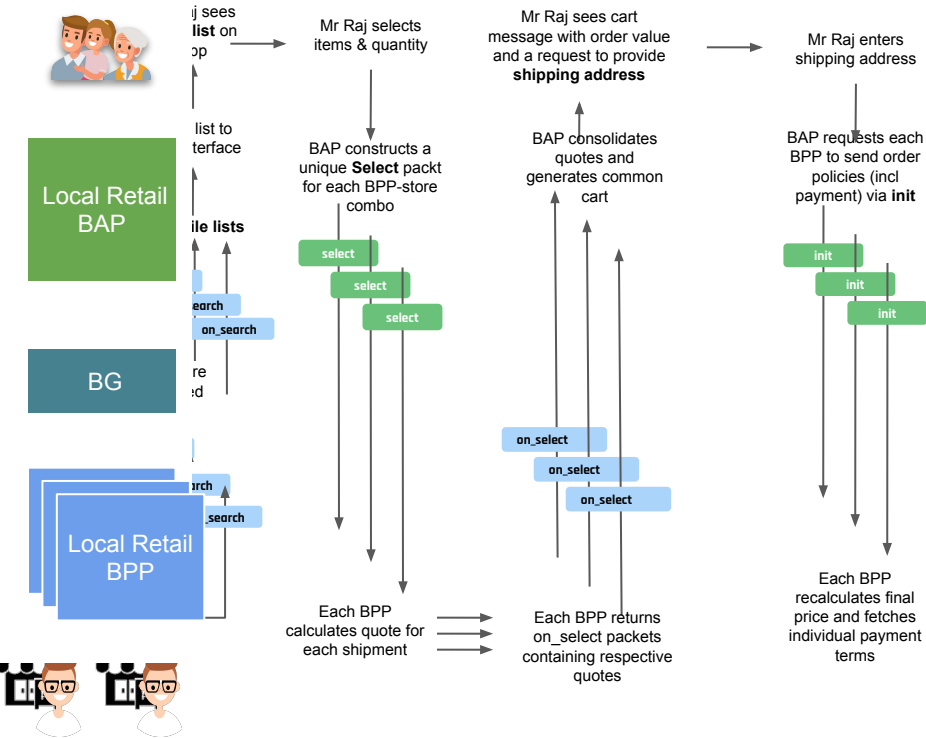 j sees
list on
op
list to
terface
ile lists
earch
on_search
re
ed
arch
_search
Local Retail
BAP
BG
Local Retail
BPP
Mr Raj selects
items & quantity
BAP constructs a
unique Select packt
for each BPP-store
combo
select
select
select
Each BPP
calculates quote for
each shipment
Mr Raj sees cart
message with order value
and a request to provide
shipping address
BAP consolidates
quotes and
generates common
cart
on_select
on_select
on_select
Each BPP returns
on_select packets
containing respective
quotes
Mr Raj enters
shipping address
BAP requests each
BPP to send order
policies (incl
payment) via init
init
init
init
Each BPP
recalculates final
price and fetches
individual payment
terms